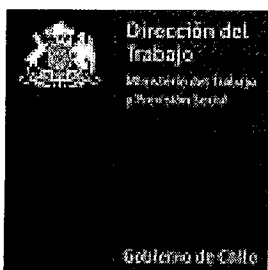 Dirección del
Trabajo
Ministerio del Trabajo
y Previsión Social
Gobierno de Chile